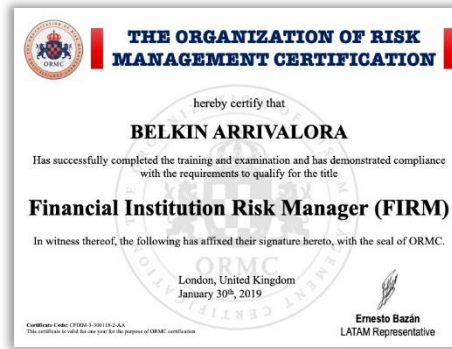 THE ORGANIZATION OF RISK
MANAGEMENT CERTIFICATION
ORMC
hereby certify that
BELKIN ARRIVALORA
Has successfully completed the training and examination and has demonstrated compliance
with the requirements to qualify for the title
Financial Institution Risk Manager (FIRM)
In witness thereof, the following has affixed their signature hereto, with the seal of ORMC.
ORMC
London, United Kingdom
January 30th, 2019
Ernesto Bazán
LATAM Representative
This certificate is valid for one year for the purpose of ORMC certification